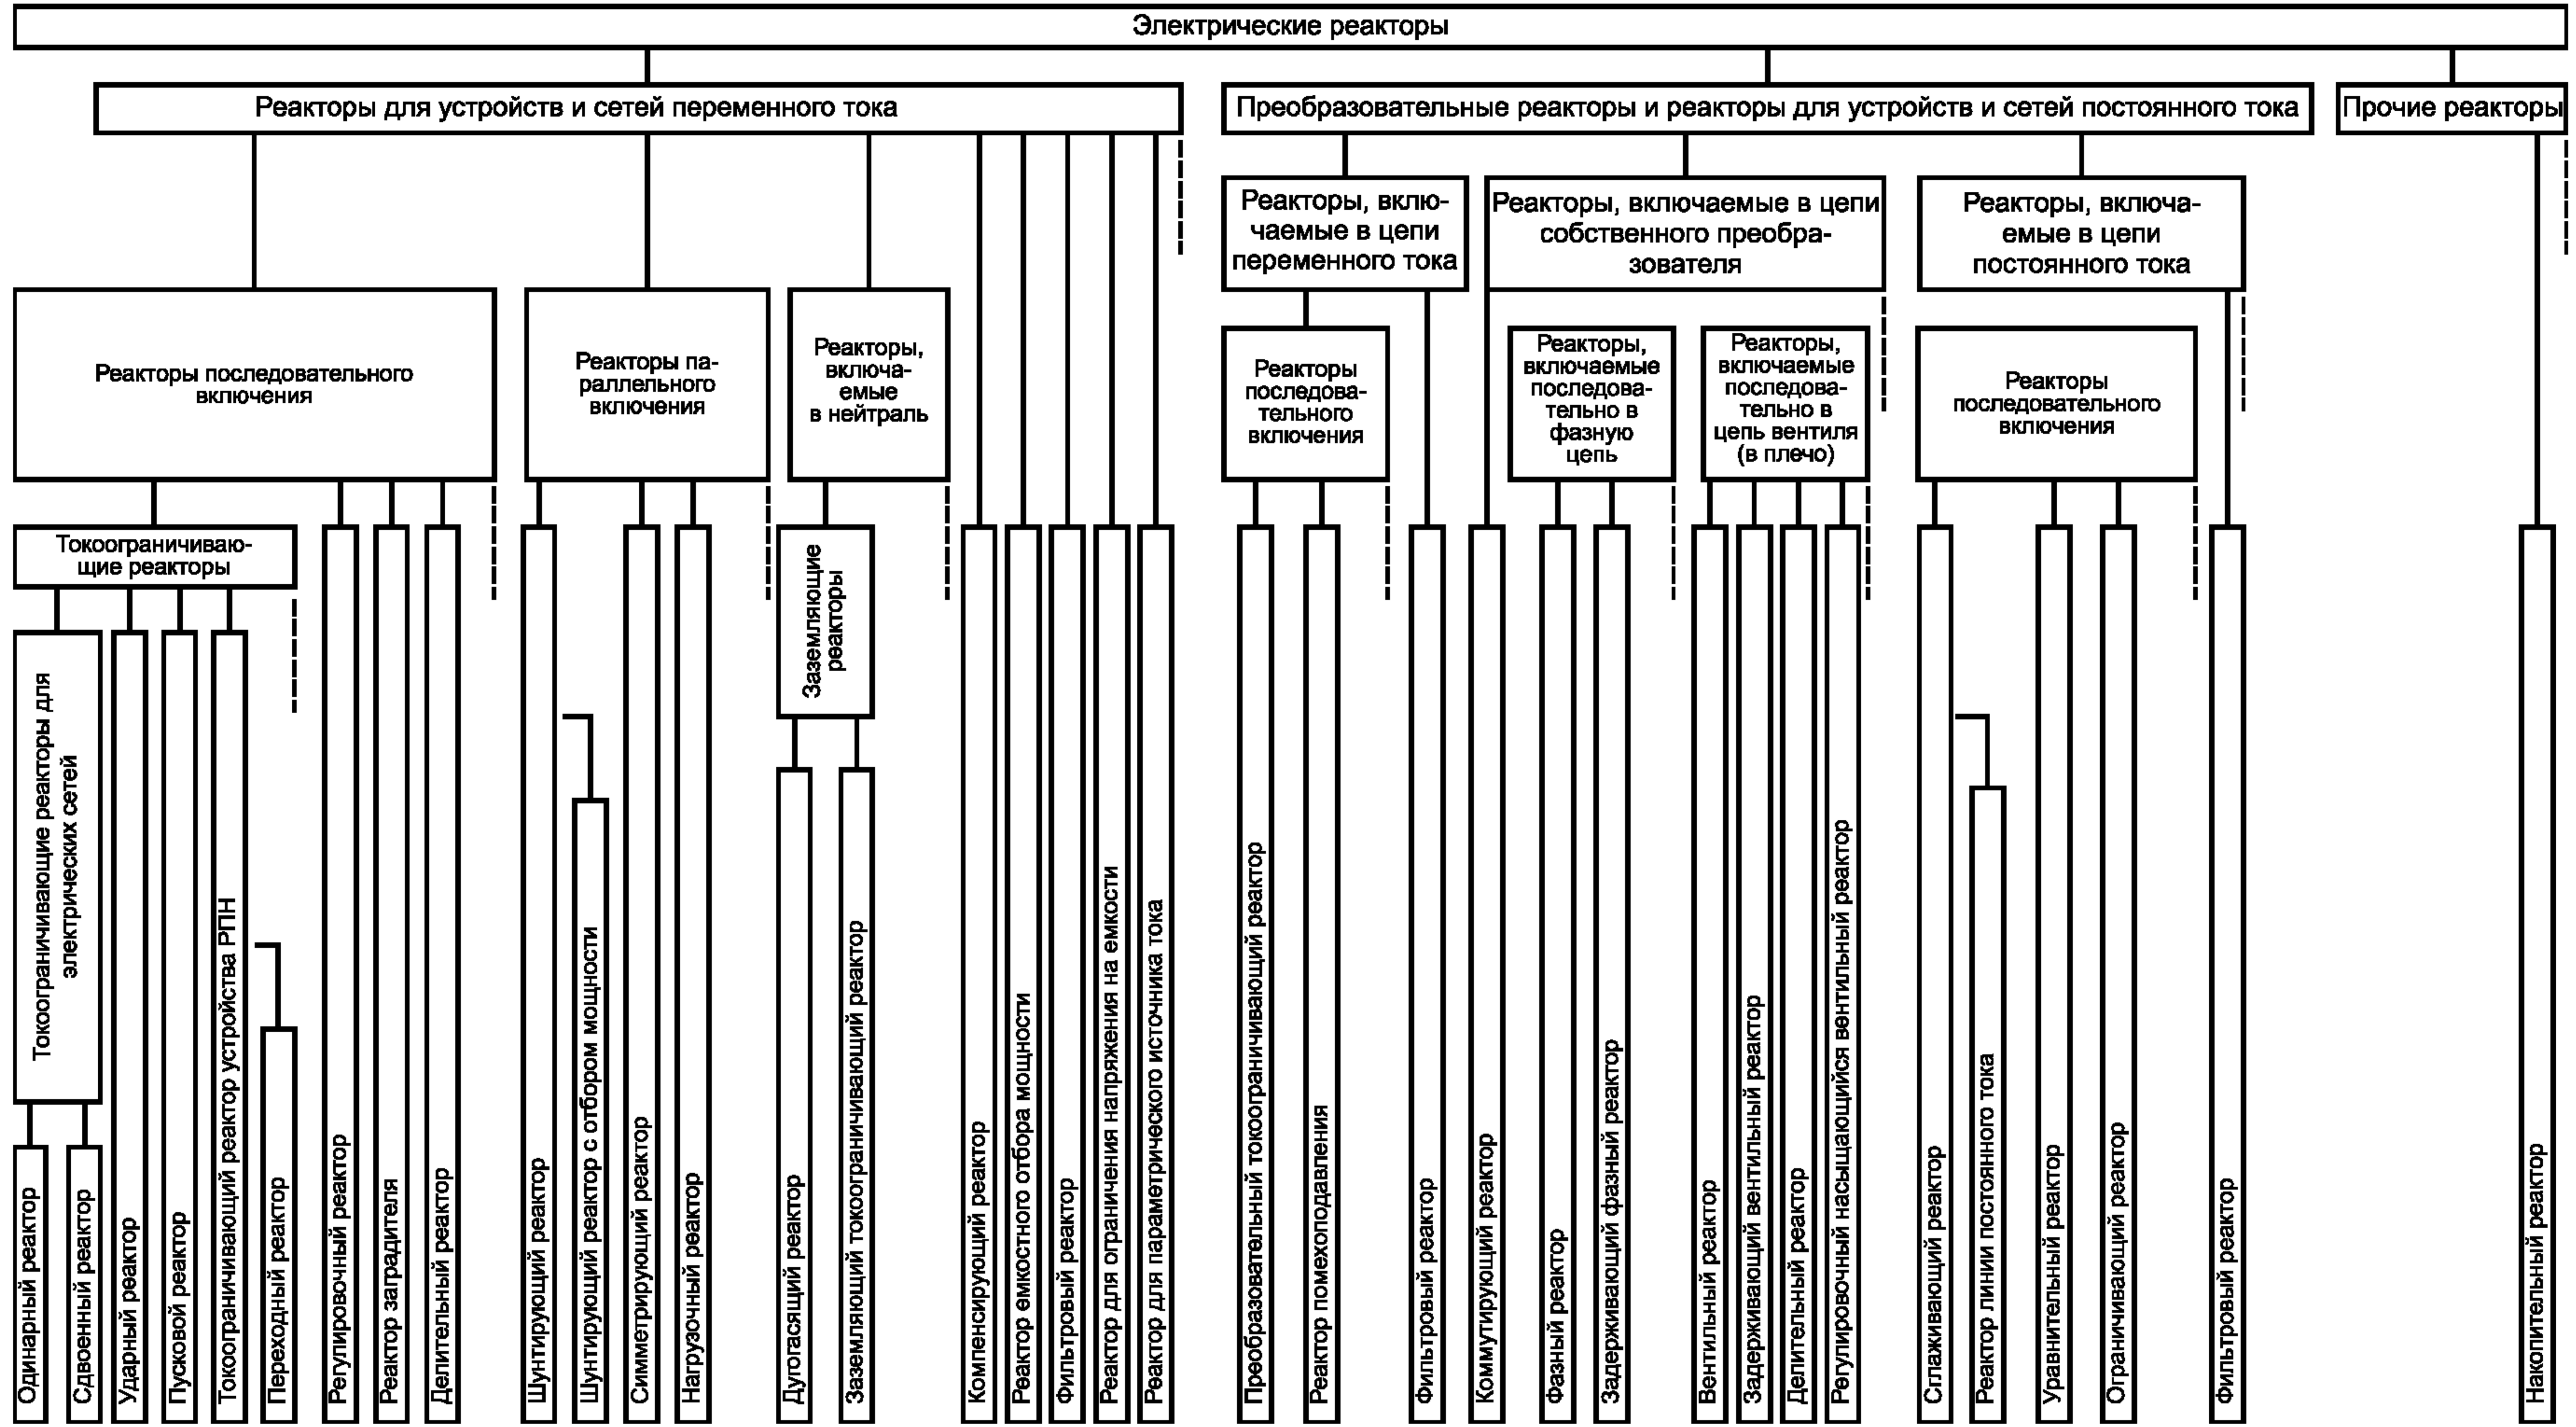 Электрические реакторы
Реакторы для устройств и сетей переменного тока
Преобразовательные реакторы и реакторы для устройств и сетей постоянного тока
Прочие реакторы
Реакторы, вклю-
чаемые в цепи
переменного тока
Реакторы, включаемые в цепи
собственного преобра-
зователя
Реакторы, включа-
емые в цепи
постоянного тока
Реакторы последовательного
включения
Реакторы па-
раллельного
включения
Реакторы,
включа-
емые
в нейтраль
Реакторы
последова-
тельного
включения
Реакторы,
включаемые
последова-
тельно в
фазную
цепь
Реакторы,
включаемые
последова-
тельно в
цепь вентиля
(в плечо)
Реакторы
последовательного
включения
Токоограничиваю-
щие реакторы
Заземляющие
реакторы
Токоограничивающие реакторы для
электрических сетей
Одинарный реактор
Сдвоенный реактор
Ударный реактор
Пусковой реактор
Токоограничивающий реактор устройства РПН
Переходный реактор
Регулировочный реактор
Реактор заградителя
Делительный реактор
Шунтирующий реактор
Шунтирующий реактор с отбором мощности
Симметрирующий реактор
Нагрузочный реактор
Дугогасящий реактор
Заземляющий токоограничивающий реактор
Компенсирующий реактор
Реактор емкостного отбора мощности
Фильтровый реактор
Реактор для ограничения напряжения на емкости
Реактор для параметрического источника тока
Преобразовательный токоограничивающий реактор
Реактор помехоподавления
Фильтровый реактор
Коммутирующий реактор
Фазный реактор
Задерживающий фазный реактор
Вентильный реактор
Задерживающий вентильный реактор
Делительный реактор
Регулировочный насыщающийся вентильный реактор
Сглаживающий реактор
Реактор линии постоянного тока
Уравнительный реактор
Ограничивающий реактор
Фильтровый реактор
Накопительный реактор